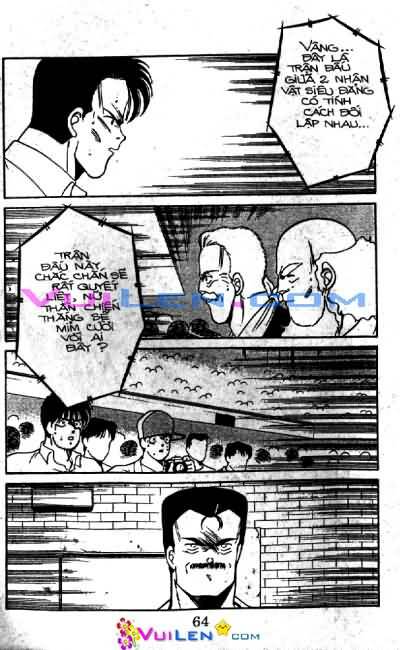 VÂNG...
ĐÂY LÀ
TRẬN ĐẤU
GIỮA 2 NHÂN
VẬT SIÊU ĐẲNG
CÓ TÍNH
CÁCH ĐỐI
LẬP NHAU...
TRẬN
ĐẤU NÀY
CHẮC CHẮN SẼ
RẤT QUYẾT
LIỆT, NỮ
THẦN CHIẾN
THẮNG SẼ
MỈM CƯỜI
VỚI AI
ĐÂY?
VUILEN.COM
64
VUILEN